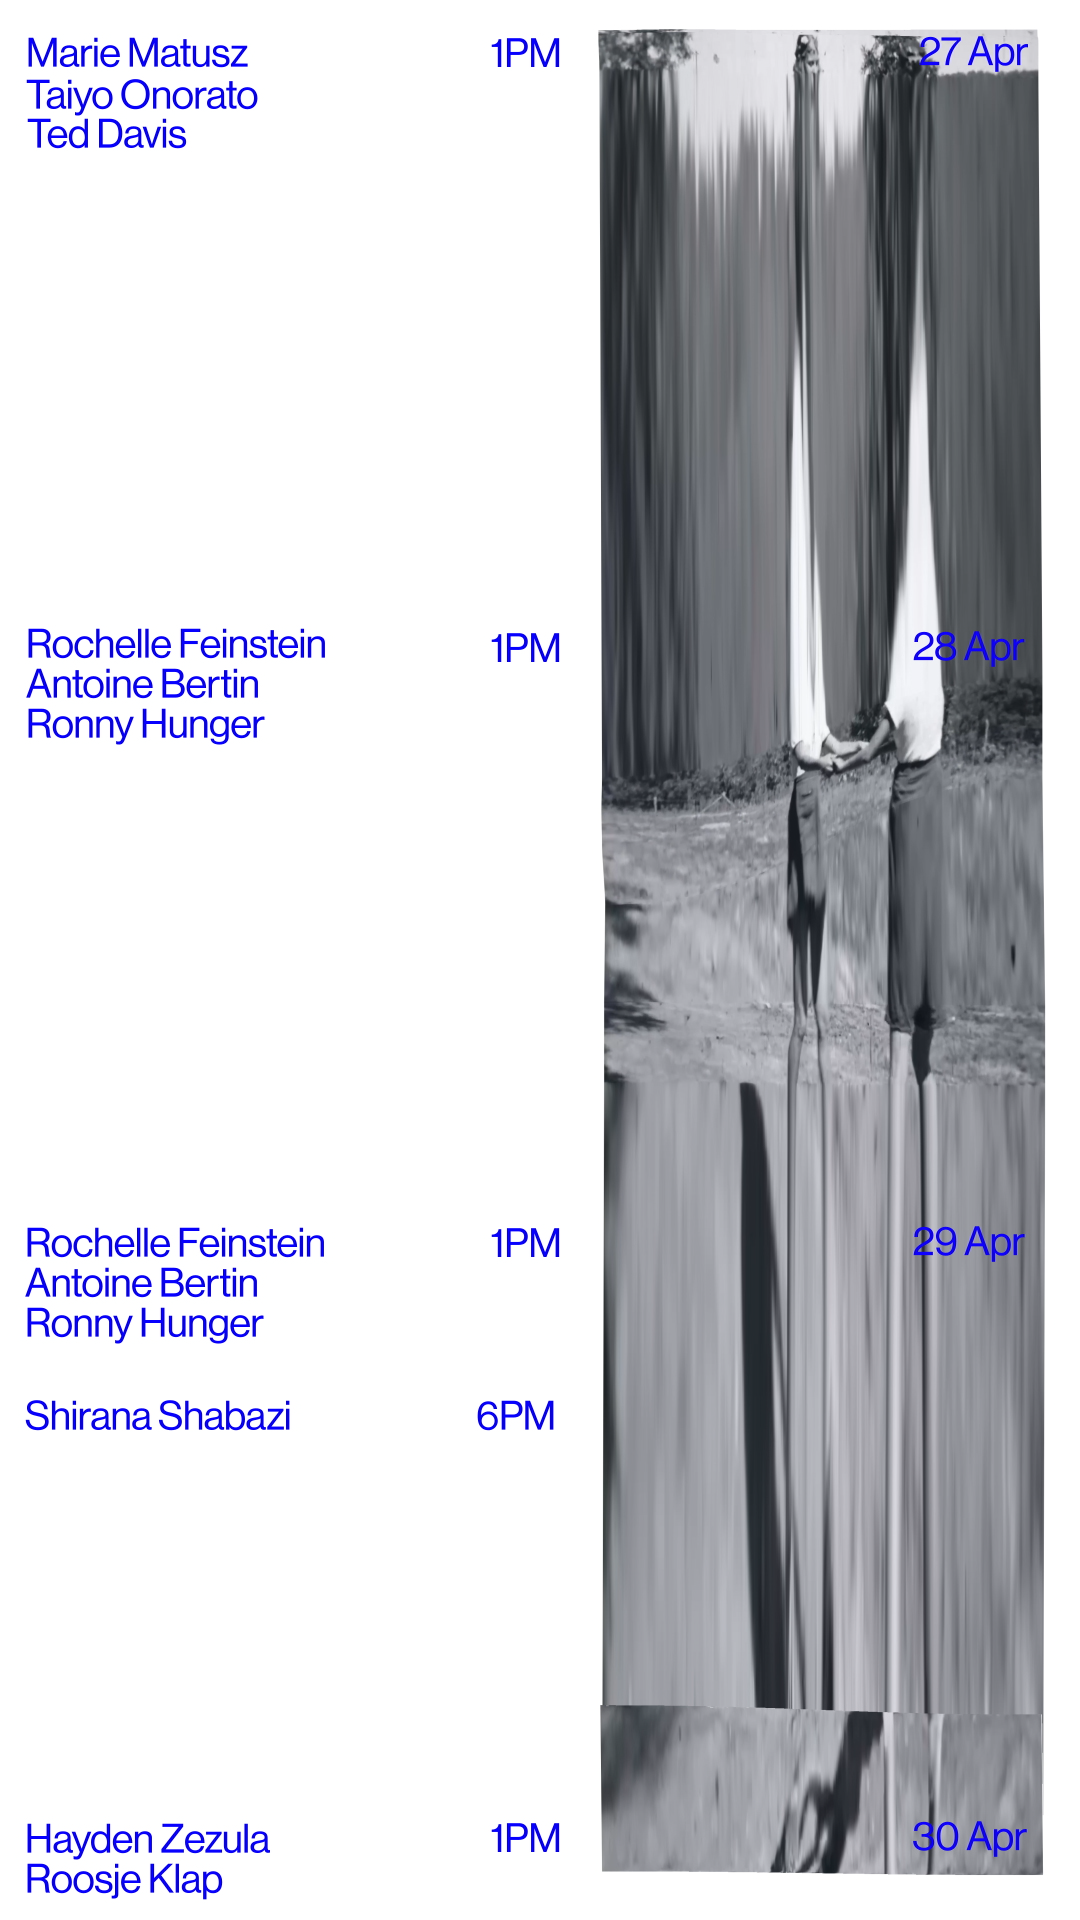 Marie Matusz 1PM 27 Apr
Taiyo Onorato
Ted Davis
Rochelle Feinstein 1PM 28 Apr
Antoine Bertin
Ronny Hunger
Rochelle Feinstein 1PM 29 Apr
Antoine Bertin
Ronny Hunger
Shirana Shabazi 6PM
Hayden Zezula 1PM 30 Apr
Roosje Klap